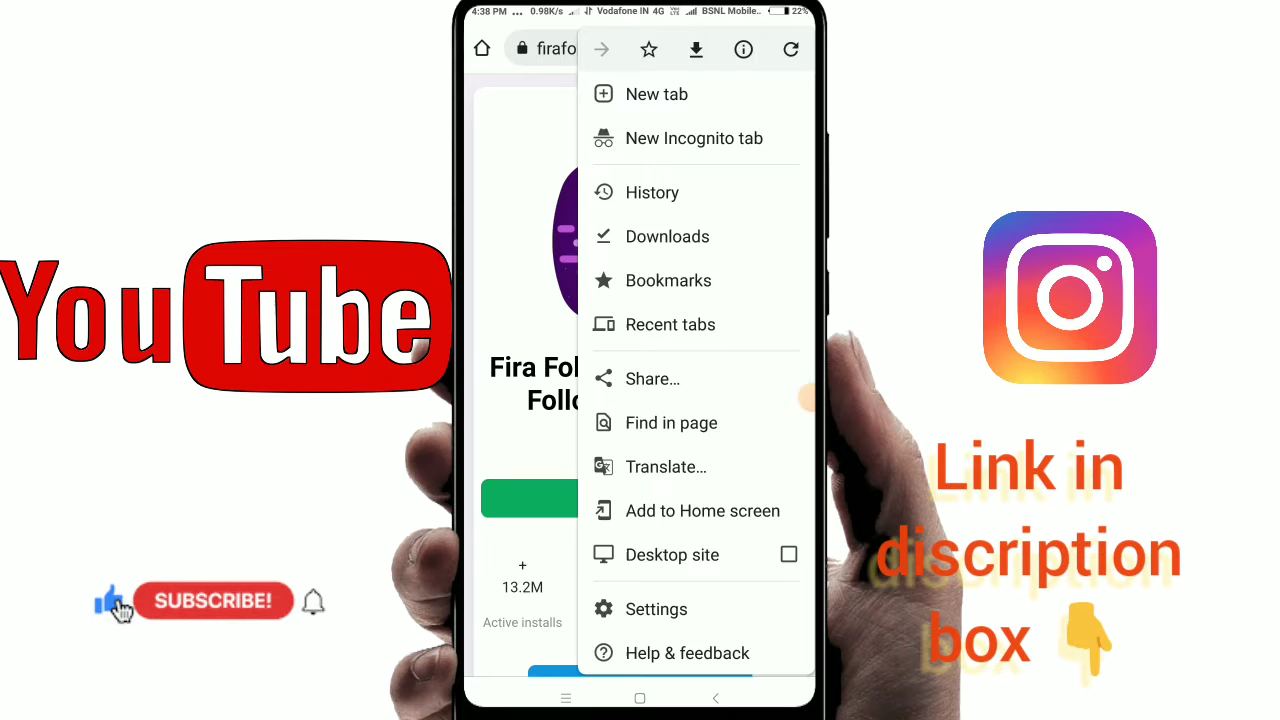 4:38 PM ... 0.98K/s Vodafone IN 4G VoLTE BSNL Mobile.. 22%
firafo
New tab
New Incognito tab
History
Downloads
Bookmarks
Recent tabs
Share...
Find in page
Translate...
Add to Home screen
Desktop site
Settings
Help & feedback
Fira Fol
Follo
+
13.2M
Active installs
YouTube
SUBSCRIBE!
Link in
discription
box 👇